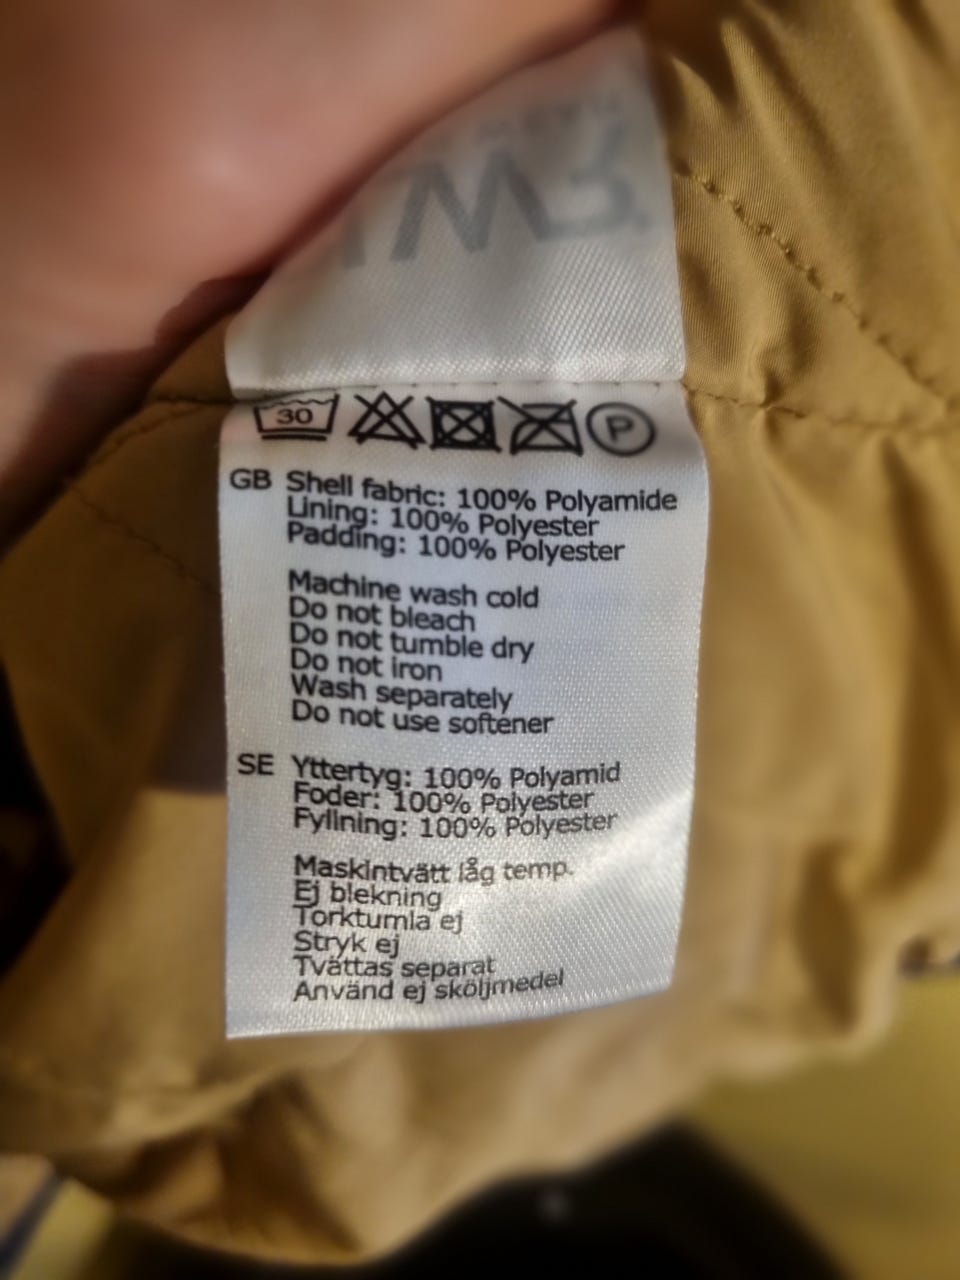 30
P
GB Shell fabric: 100% Polyamide
Lining: 100% Polyester
Padding: 100% Polyester
Machine wash cold
Do not bleach
Do not tumble dry
Do not iron
Wash separately
Do not use softener
SE Yttertyg: 100% Polyamid
Foder: 100% Polyester
Fyllning: 100% Polyester
Maskintvätt låg temp.
Ej blekning
Torktumla ej
Stryk ej
Tvättas separat
Använd ej sköljmedel